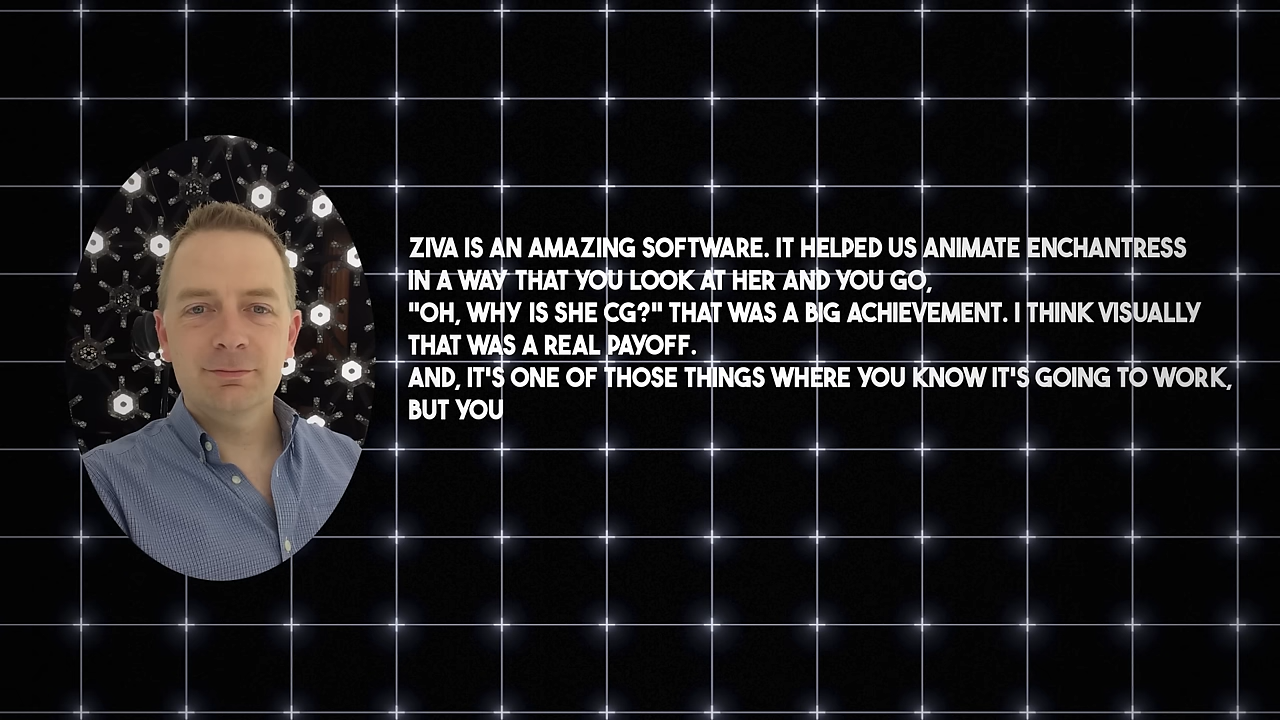 ZIVA IS AN AMAZING SOFTWARE. IT HELPED US ANIMATE ENCHANTRESS
IN A WAY THAT YOU LOOK AT HER AND YOU GO,
"OH, WHY IS SHE CG?" THAT WAS A BIG ACHIEVEMENT. I THINK VISUALLY
THAT WAS A REAL PAYOFF.
AND, IT'S ONE OF THOSE THINGS WHERE YOU KNOW IT'S GOING TO WORK,
BUT YOU